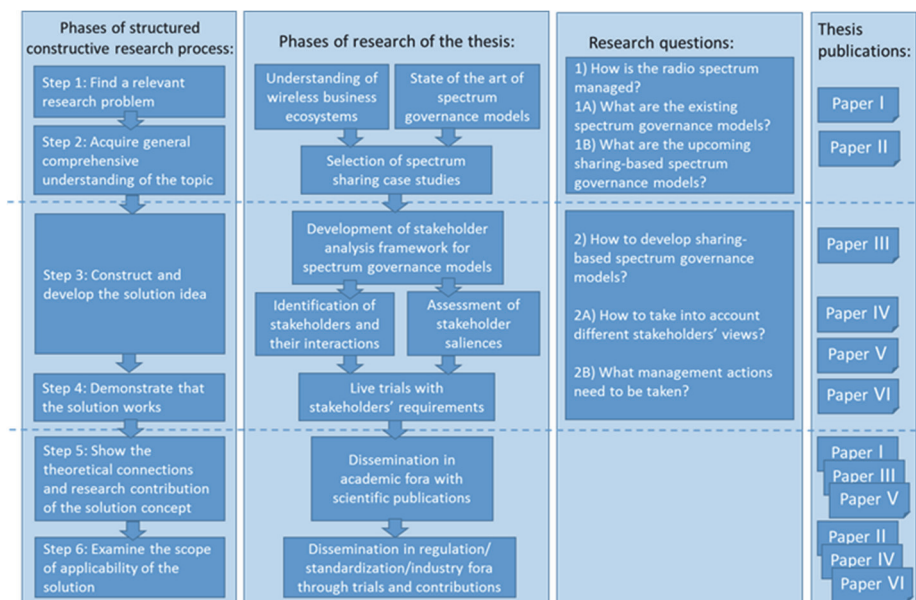 Phases of structured
constructive research process:
Step 1: Find a relevant
research problem
Step 2: Acquire general
comprehensive
understanding of the topic
Step 3: Construct and
develop the solution idea
Step 4: Demonstrate that
the solution works
Step 5: Show the
theoretical connections
and research contribution
of the solution concept
Step 6: Examine the scope
of applicability of the
solution
Phases of research of the thesis:
Understanding of
wireless business
ecosystems
State of the art of
spectrum
governance models
Selection of spectrum
sharing case studies
Development of stakeholder
analysis framework for
spectrum governance models
Identification of
stakeholders and
their interactions
Assessment of
stakeholder
saliences
Live trials with
stakeholders’ requirements
Dissemination in
academic fora with
scientific publications
Dissemination in regulation/
standardization/industry fora
through trials and contributions
Research questions:
1) How is the radio spectrum
managed?
1A) What are the existing
spectrum governance models?
1B) What are the upcoming
sharing-based spectrum
governance models?
2) How to develop sharing-
based spectrum governance
models?
2A) How to take into account
different stakeholders’ views?
2B) What management actions
need to be taken?
Thesis
publications:
Paper I
Paper II
Paper III
Paper IV
Paper V
Paper VI
Paper I
Paper III
Paper V
Paper II
Paper IV
Paper VI